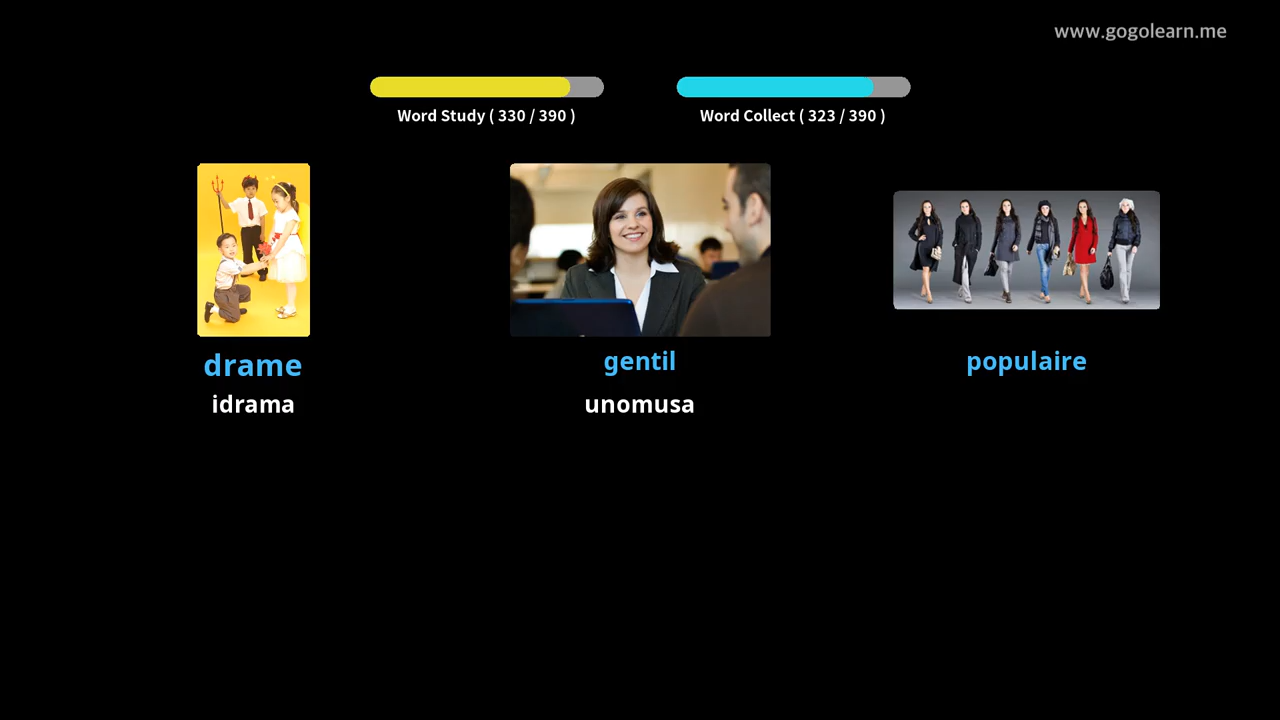 www.gogolearn.me
Word Study ( 330 / 390 )
Word Collect ( 323 / 390 )
drame
gentil
populaire
idrama
unomusa